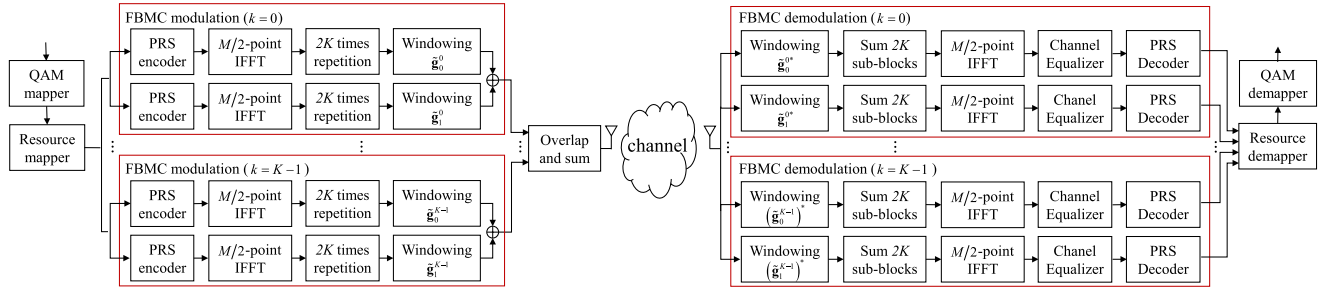 FBMC modulation (k = 0)
PRS encoder
M/2-point IFFT
2K times repetition
Windowing g̃₀⁰
PRS encoder
M/2-point IFFT
2K times repetition
Windowing g̃₁⁰
QAM mapper
Resource mapper
FBMC modulation (k = K−1)
PRS encoder
M/2-point IFFT
2K times repetition
Windowing g̃₀ᴷ⁻¹
PRS encoder
M/2-point IFFT
2K times repetition
Windowing g̃₁ᴷ⁻¹
Overlap and sum
channel
FBMC demodulation (k = 0)
Windowing g̃₀⁰*
Sum 2K sub-blocks
M/2-point IFFT
Channel Equalizer
PRS Decoder
Windowing g̃₁⁰*
Sum 2K sub-blocks
M/2-point IFFT
Chanel Equalizer
PRS Decoder
FBMC demodulation (k = K−1)
Windowing (g̃₀ᴷ⁻¹)*
Sum 2K sub-blocks
M/2-point IFFT
Chanel Equalizer
PRS Decoder
Windowing (g̃₁ᴷ⁻¹)*
Sum 2K sub-blocks
M/2-point IFFT
Chanel Equalizer
PRS Decoder
QAM demapper
Resource demapper